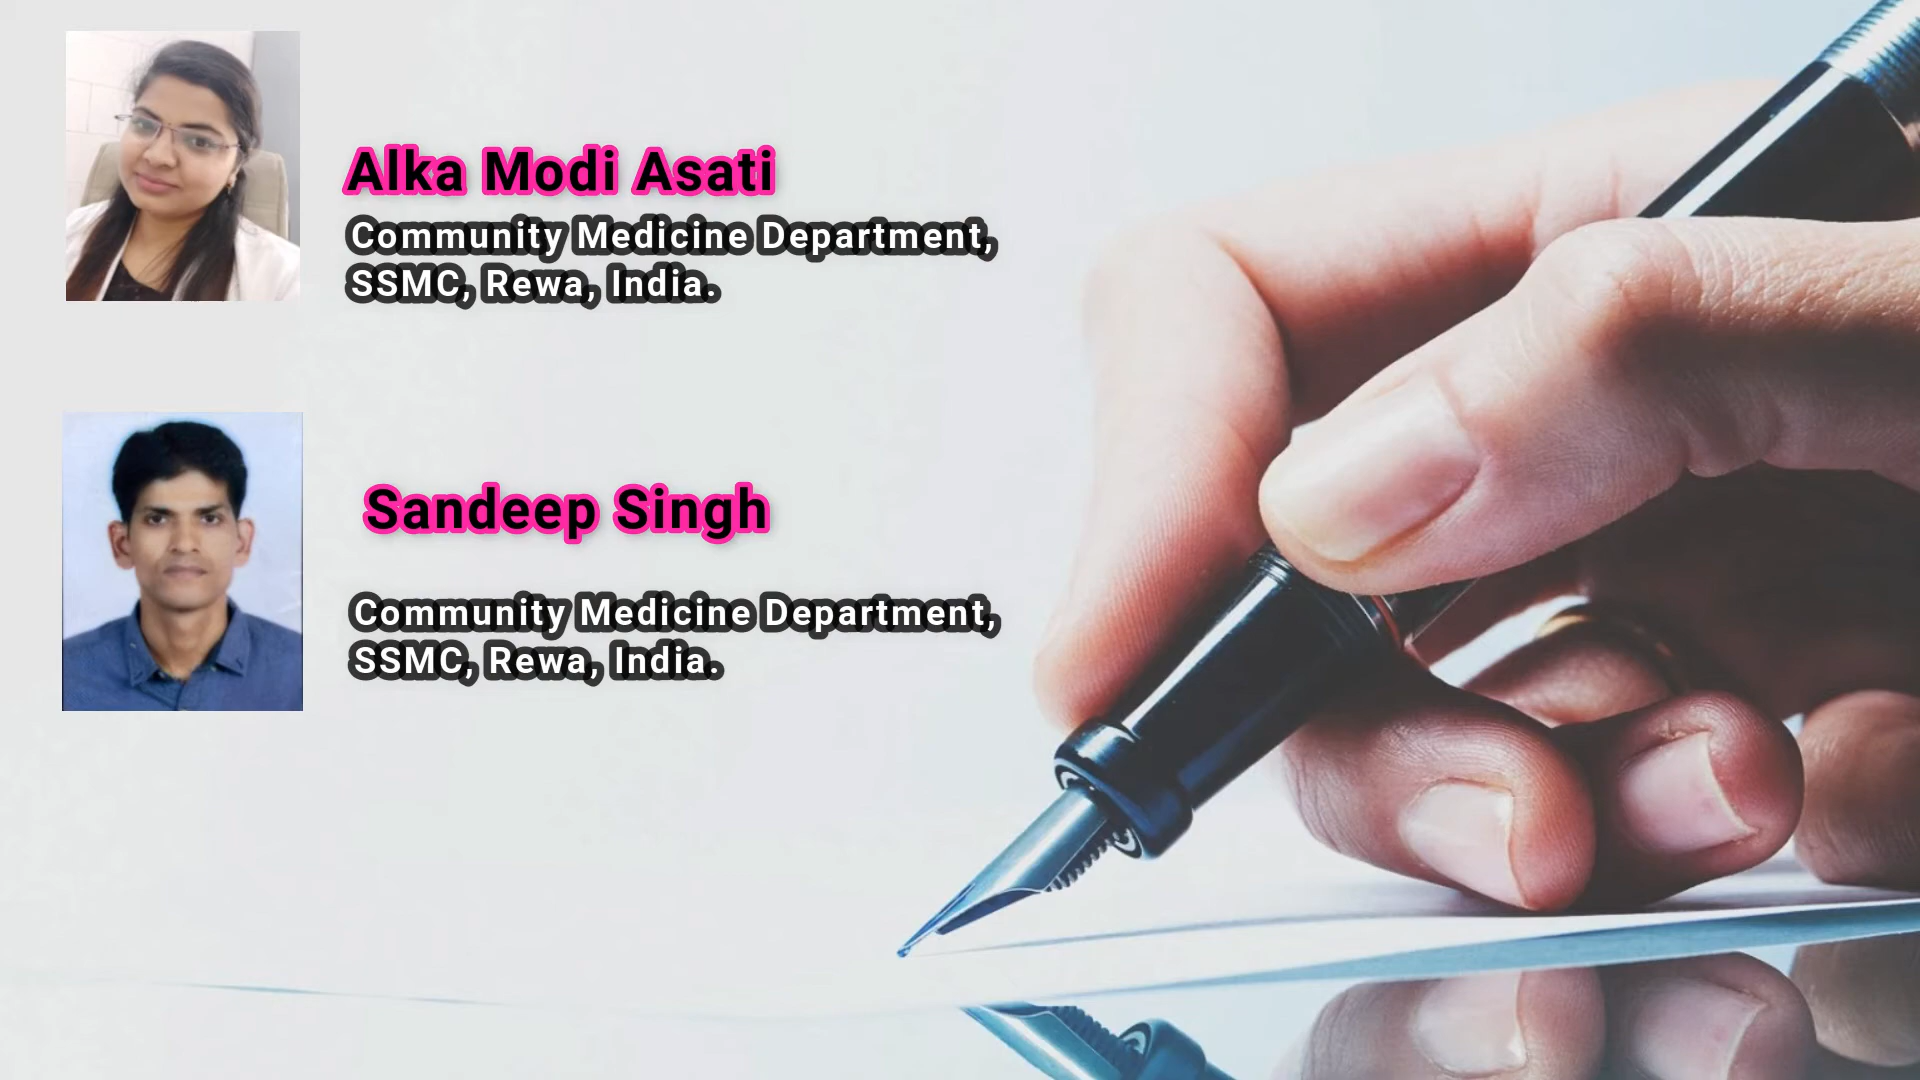 Alka Modi Asati
Community Medicine Department,
SSMC, Rewa, India.
Sandeep Singh
Community Medicine Department,
SSMC, Rewa, India.